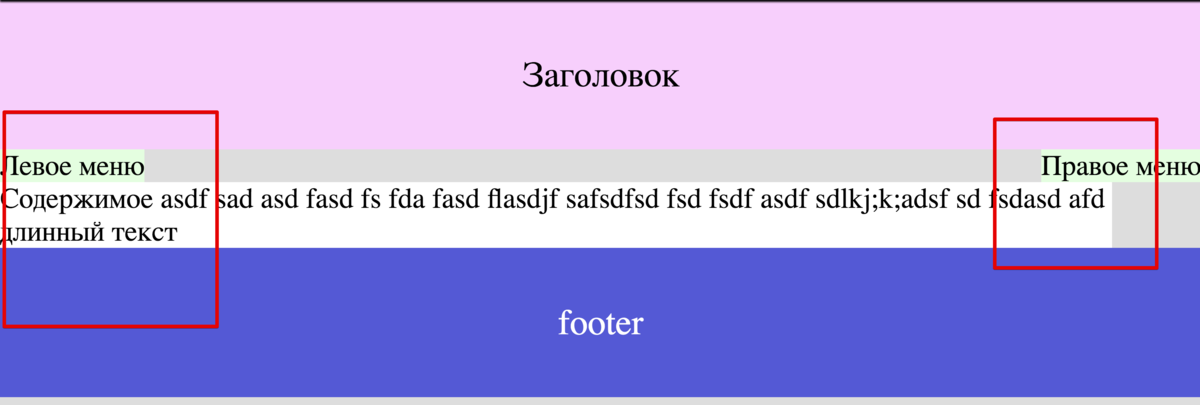 Заголовок
Левое меню Правое меню
Содержимое asdf sad asd fasd fs fda fasd flasdjf safsdfsd fsd fsdf asdf sdlkj;k;adsf sd fsdasd afd
длинный текст
footer